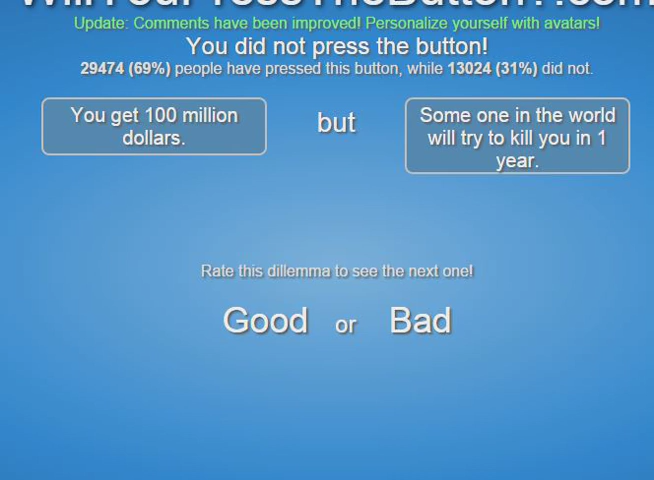 WillYouPressTheButton??.com
Update: Comments have been improved! Personalize yourself with avatars!
You did not press the button!
29474 (69%) people have pressed this button, while 13024 (31%) did not.
You get 100 million
dollars.
but
Some one in the world
will try to kill you in 1
year.
Rate this dillemma to see the next one!
Good or Bad